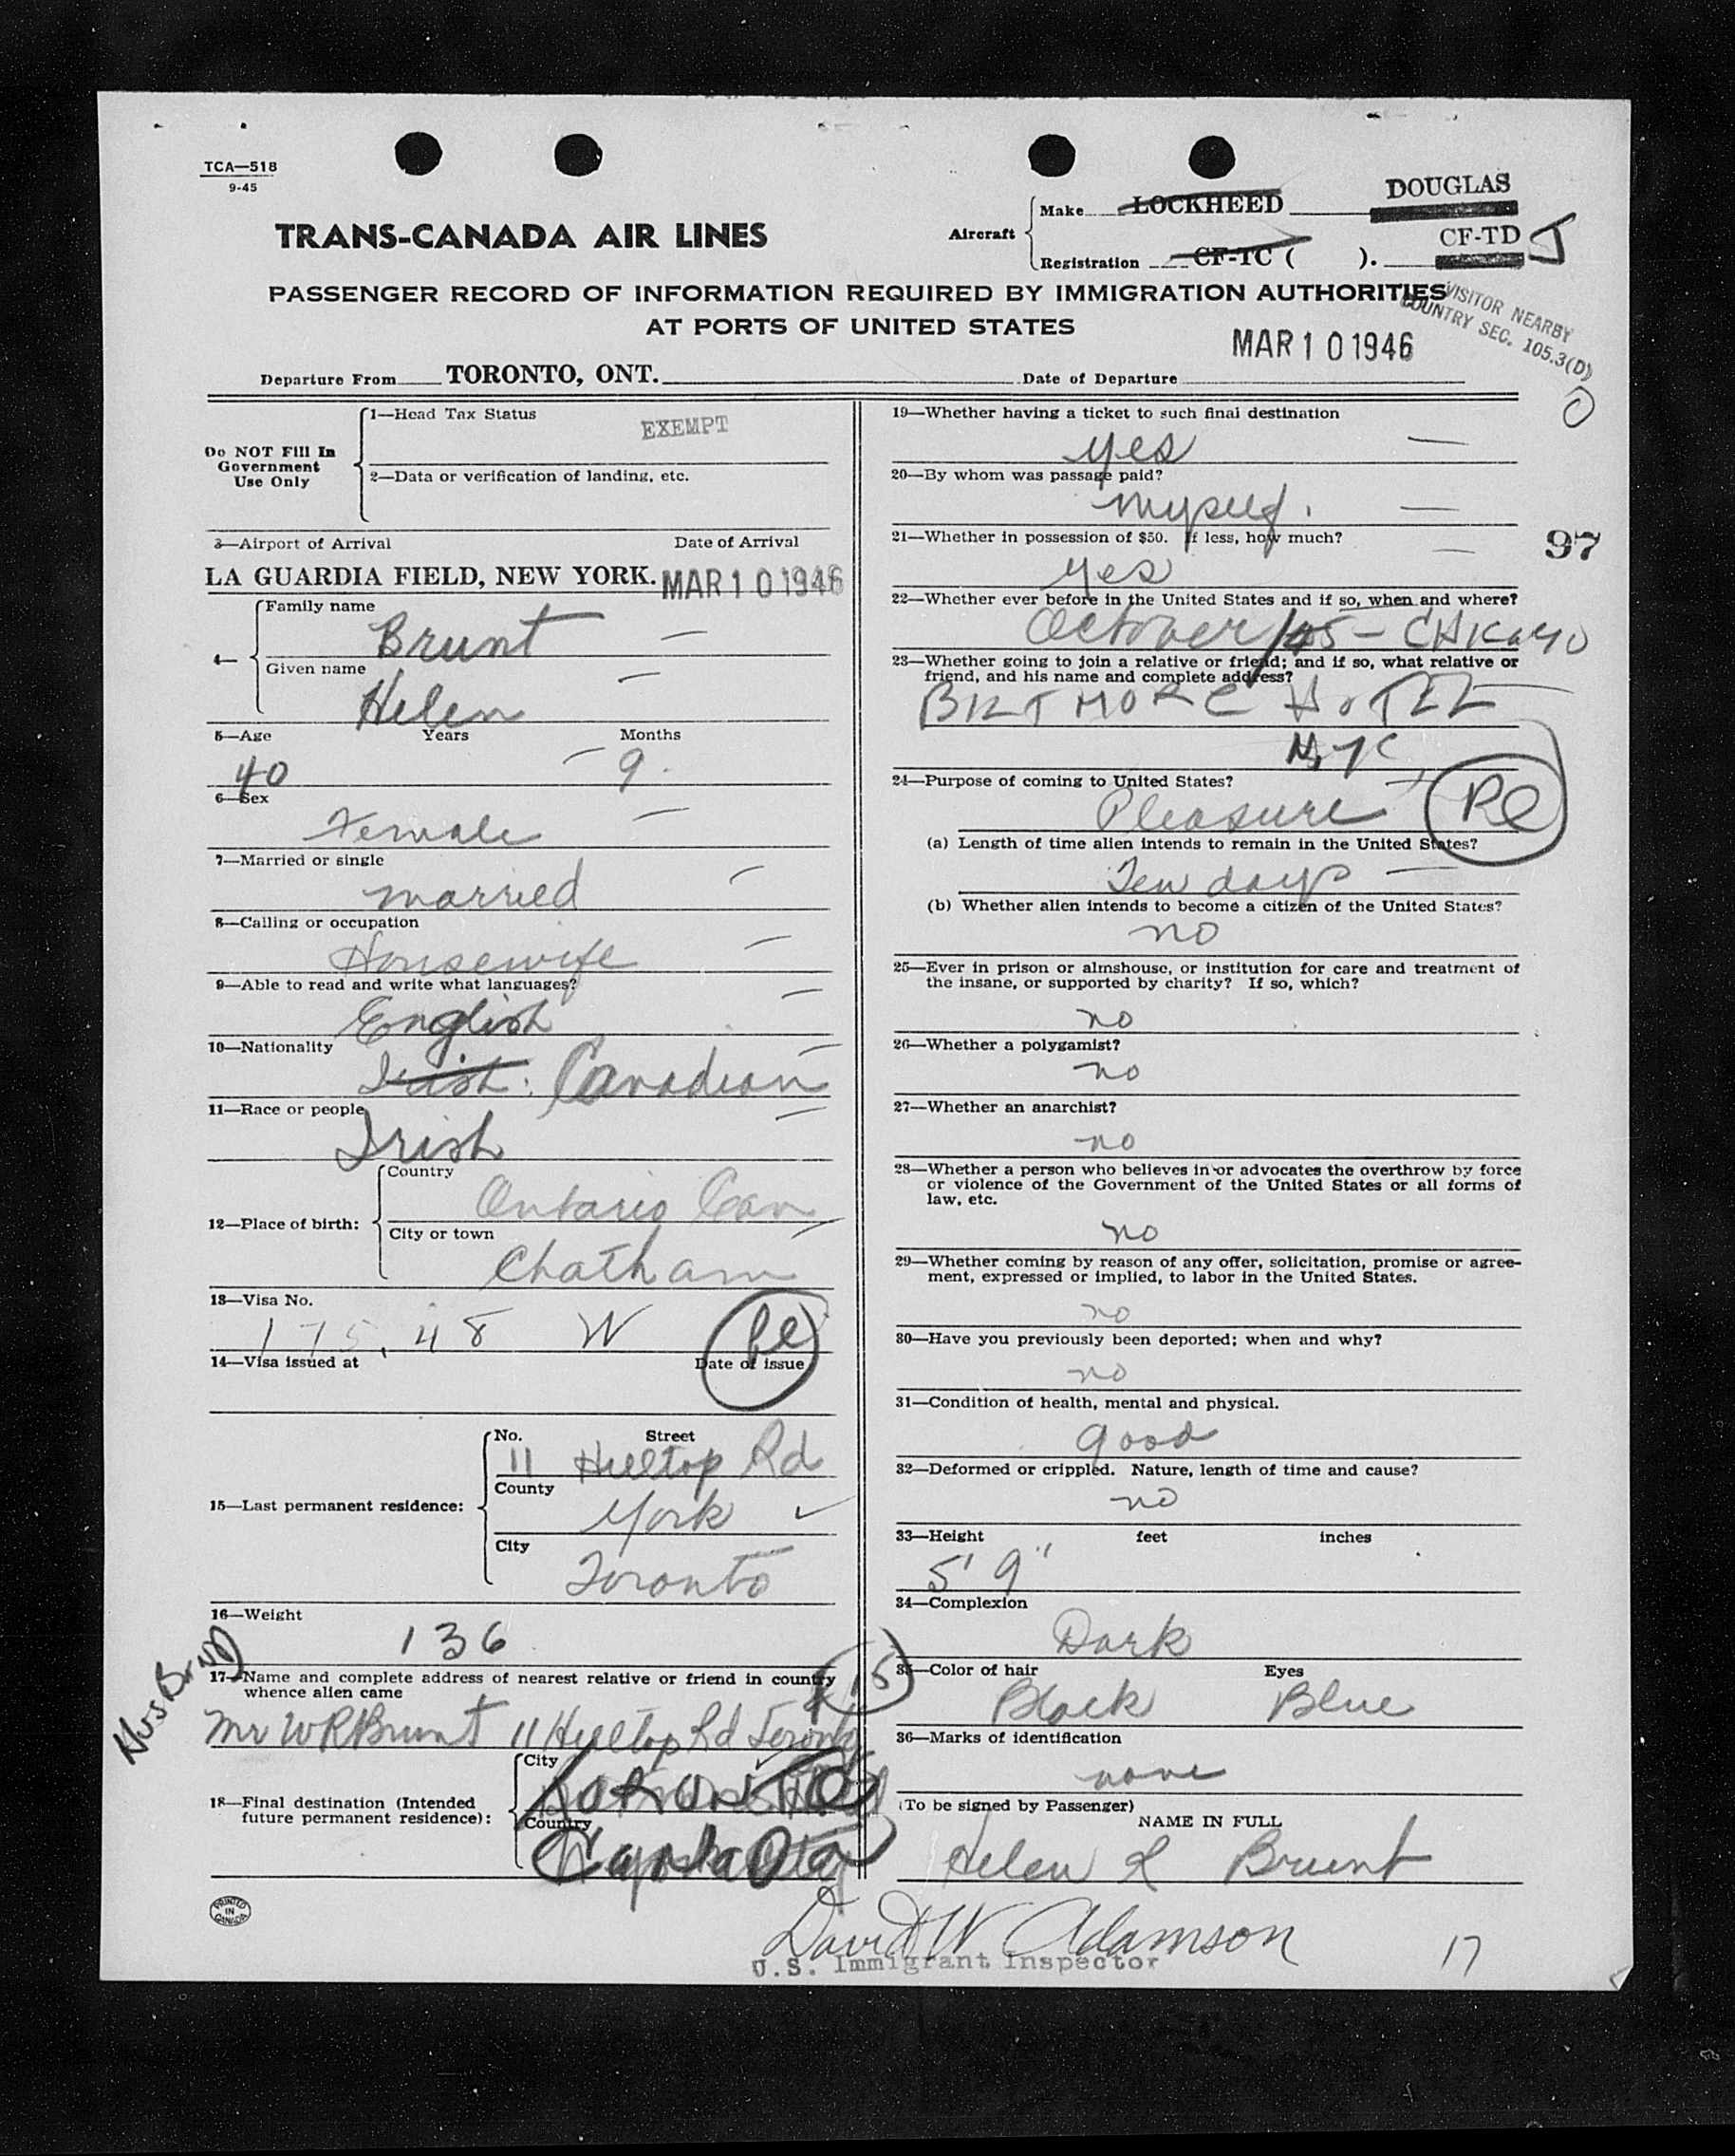 TCA—518
9-45
TRANS-CANADA AIR LINES
Aircraft
Make LOCKHEED DOUGLAS
Registration CF-TC ( ). CF-TD J
PASSENGER RECORD OF INFORMATION REQUIRED BY IMMIGRATION AUTHORITIES
AT PORTS OF UNITED STATES
VISITOR NEARBY
COUNTRY SEC. 105.3(D)
MAR 10 1946
Departure From TORONTO, ONT. Date of Departure
Do NOT Fill In
Government
Use Only
1—Head Tax Status
EXEMPT
2—Data or verification of landing, etc.
3—Airport of Arrival Date of Arrival
LA GUARDIA FIELD, NEW YORK. MAR 10 1946
4—
Family name
Brunt
Given name
Helen
5—Age Years Months
40 9
6—Sex
Female
7—Married or single
married
8—Calling or occupation
Housewife
9—Able to read and write what languages?
English
10—Nationality
Irish. Canadian
11—Race or people
Irish
12—Place of birth:
Country
Ontario Can
City or town
Chatham
13—Visa No.
175,48 W
14—Visa issued at Date of issue
15—Last permanent residence:
No. Street
11 Hilltop Rd
County
York
City
Toronto
16—Weight
136
17—Name and complete address of nearest relative or friend in country
whence alien came
HusBand
Mr WR Brunt 11 Hilltop Rd Toronto
18—Final destination (Intended
future permanent residence):
City
Toronto
Country
Canada
PRINTED
IN
CANADA
19—Whether having a ticket to such final destination
yes
20—By whom was passage paid?
myself.
21—Whether in possession of $50. If less, how much?
yes
97
22—Whether ever before in the United States and if so, when and where?
October/45 - CHICAGO
23—Whether going to join a relative or friend; and if so, what relative or
friend, and his name and complete address?
BILTMORE HOTEL
NYC
24—Purpose of coming to United States?
Pleasure
(a) Length of time alien intends to remain in the United States?
Ten days
(b) Whether alien intends to become a citizen of the United States?
no
25—Ever in prison or almshouse, or institution for care and treatment of
the insane, or supported by charity? If so, which?
no
26—Whether a polygamist?
no
27—Whether an anarchist?
no
28—Whether a person who believes in or advocates the overthrow by force
or violence of the Government of the United States or all forms of
law, etc.
no
29—Whether coming by reason of any offer, solicitation, promise or agree-
ment, expressed or implied, to labor in the United States.
no
30—Have you previously been deported; when and why?
no
31—Condition of health, mental and physical.
good
32—Deformed or crippled. Nature, length of time and cause?
no
33—Height feet inches
5' 9"
34—Complexion
Dark
35—Color of hair Eyes
Black Blue
36—Marks of identification
none
(To be signed by Passenger)
NAME IN FULL
Helen R Brunt
David W Adamson
U.S. Immigrant Inspector
17